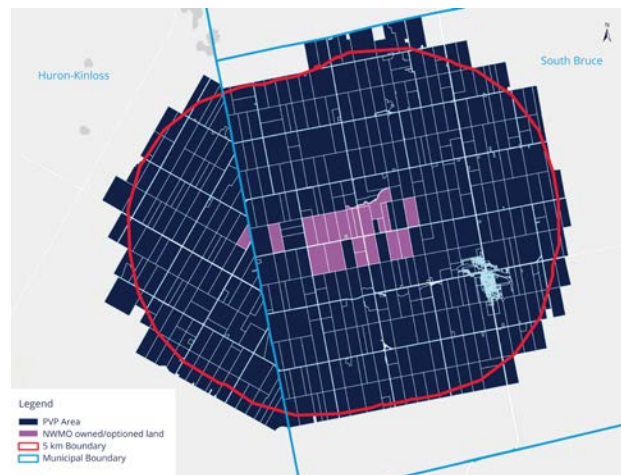 N
Huron-Kinloss
South Bruce
Legend
PVP Area
NWMO owned/optioned land
5 km Boundary
Municipal Boundary